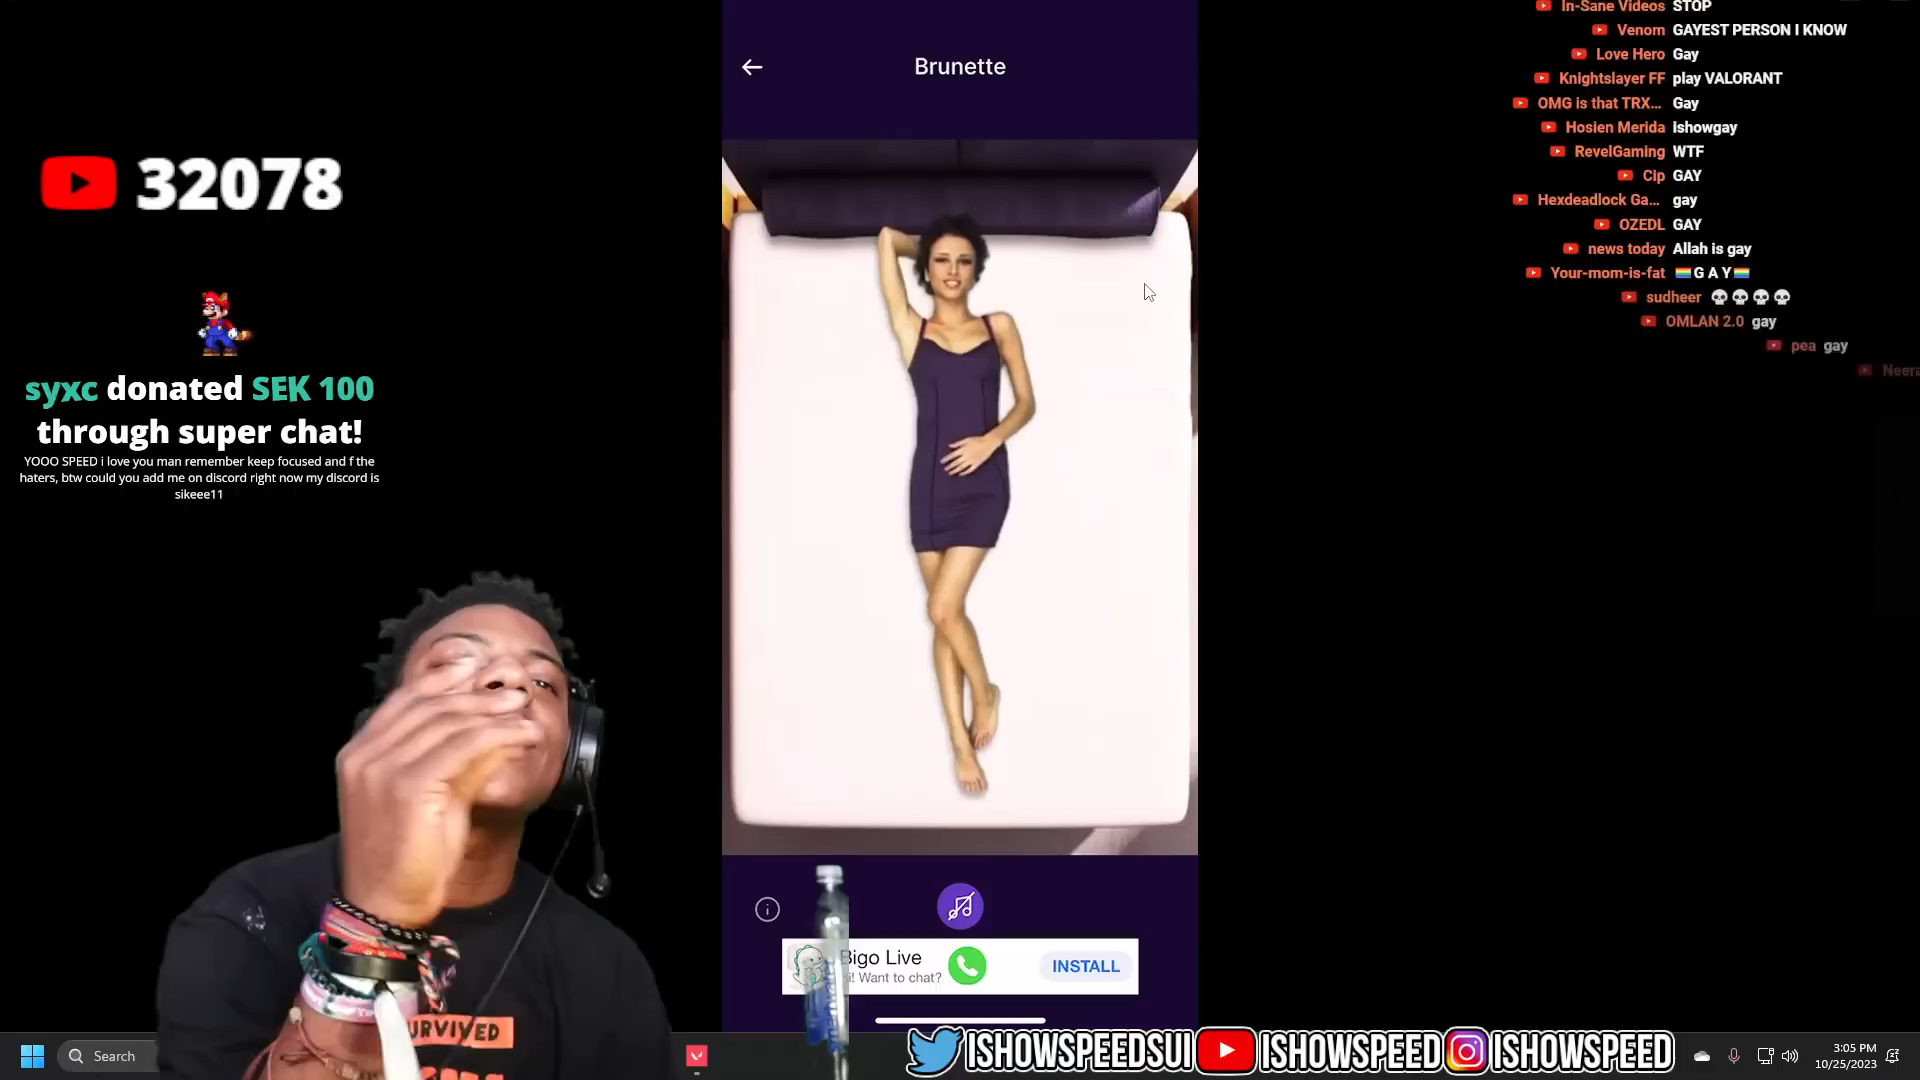 32078
syxc donated SEK 100
through super chat!
YOOO SPEED i love you man remember keep focused and f the
haters, btw could you add me on discord right now my discord is
sikeee11
Brunette
Bigo Live
Want to chat?
INSTALL
In-Sane Videos STOP
Venom GAYEST PERSON I KNOW
Love Hero Gay
Knightslayer FF play VALORANT
OMG is that TRX... Gay
Hosien Merida Ishowgay
RevelGaming WTF
Cip GAY
Hexdeadlock Ga... gay
OZEDL GAY
news today Allah is gay
Your-mom-is-fat 🏳️‍🌈G A Y🏳️‍🌈
sudheer 💀💀💀💀
OMLAN 2.0 gay
pea gay
Neera
Search
ISHOWSPEEDSUI ISHOWSPEED ISHOWSPEED
3:05 PM
10/25/2023